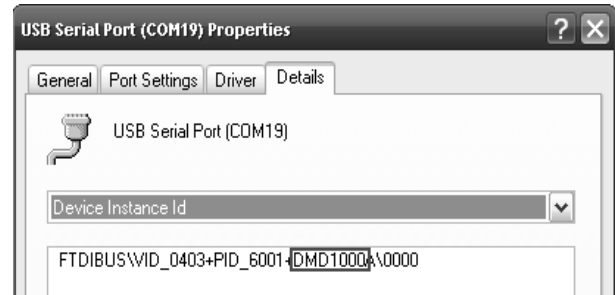 USB Serial Port (COM19) Properties
General Port Settings Driver Details
USB Serial Port (COM19)
Device Instance Id
FTDIBUS\VID_0403+PID_6001+DMD1000A\0000